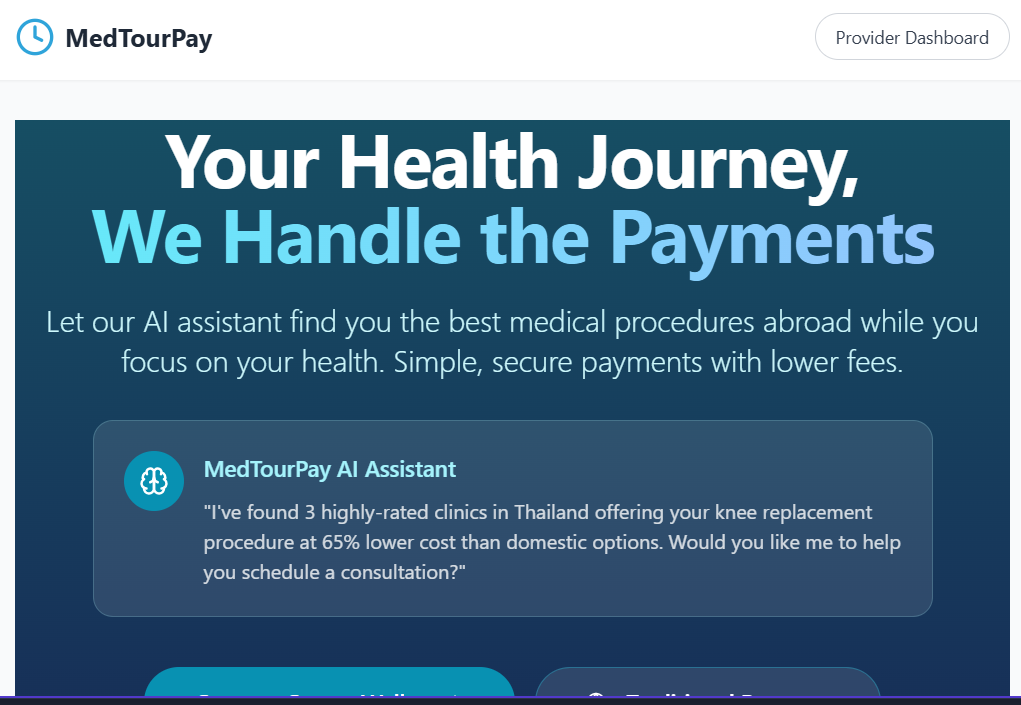 MedTourPay
Provider Dashboard
Your Health Journey,
We Handle the Payments
Let our AI assistant find you the best medical procedures abroad while you
focus on your health. Simple, secure payments with lower fees.
MedTourPay AI Assistant
"I've found 3 highly-rated clinics in Thailand offering your knee replacement
procedure at 65% lower cost than domestic options. Would you like me to help
you schedule a consultation?"